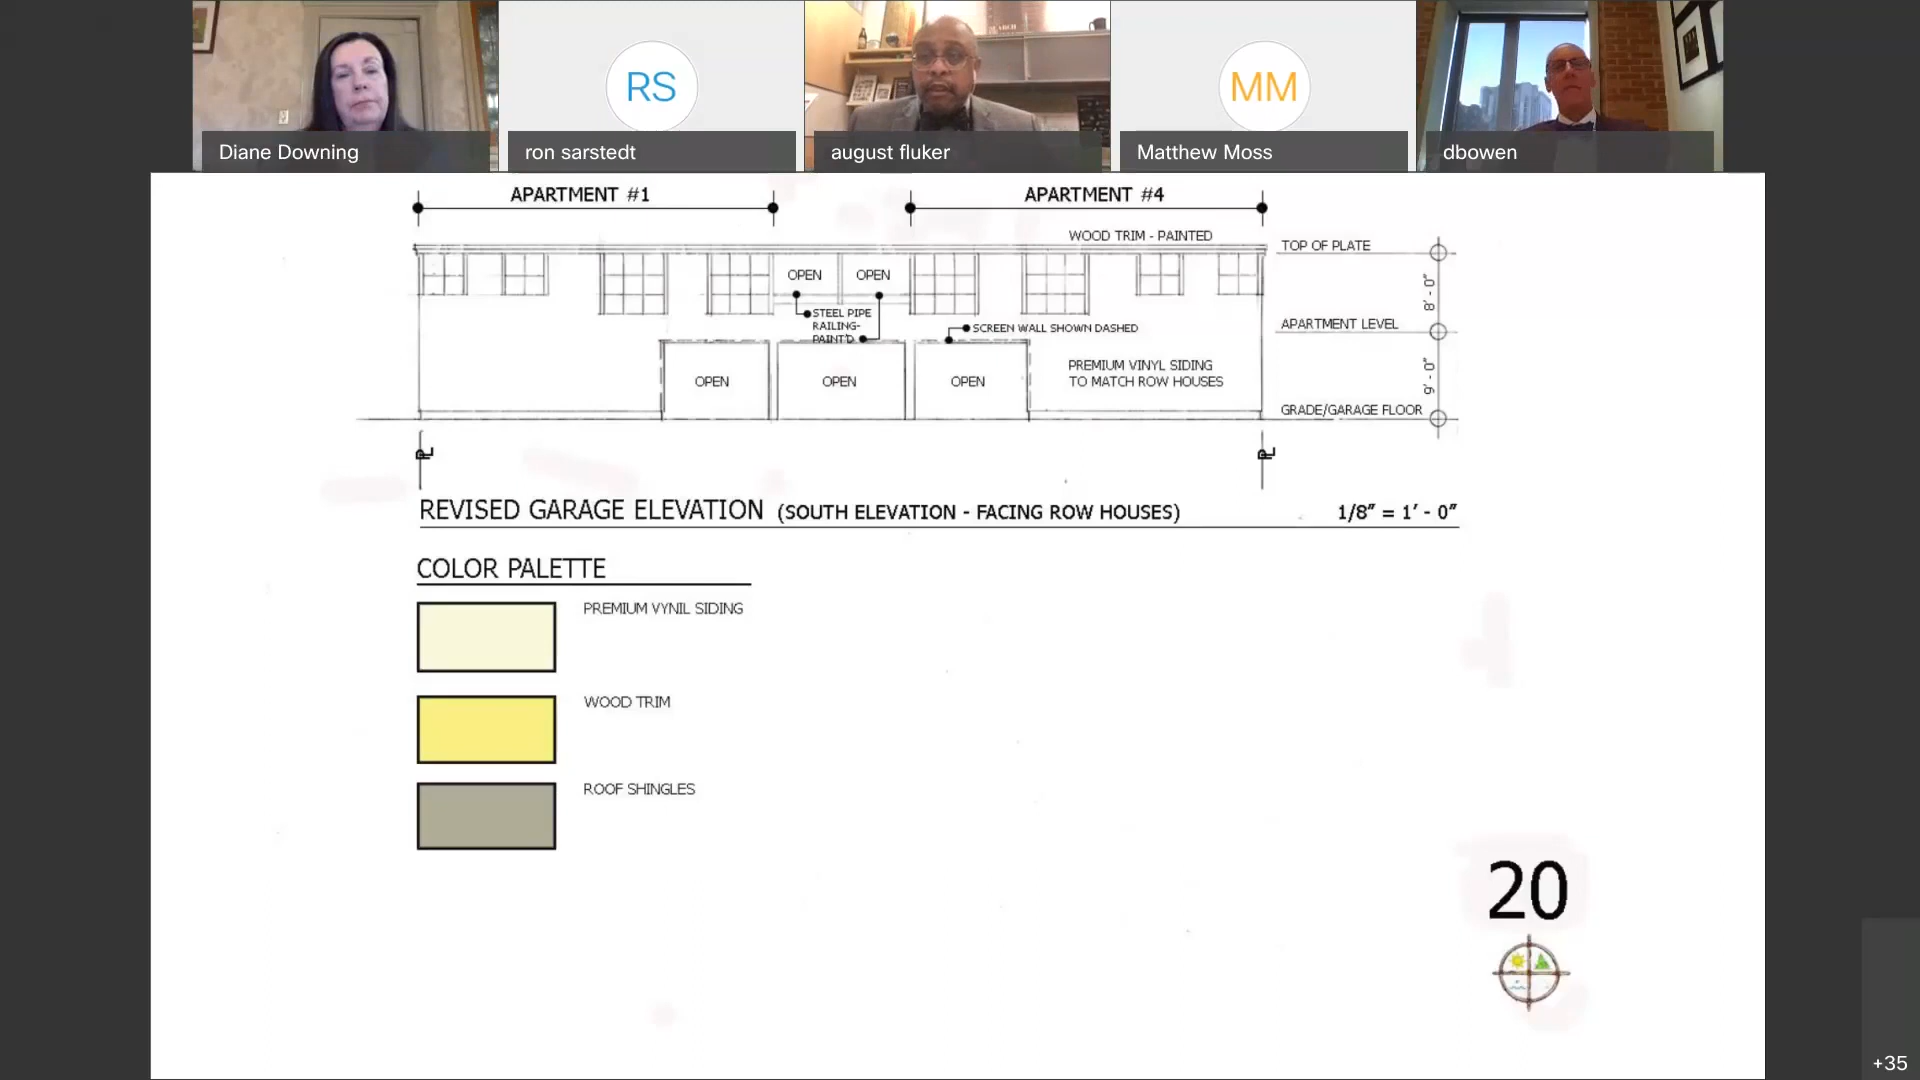 RS
MM
Diane Downing
ron sarstedt
august fluker
Matthew Moss
dbowen
APARTMENT #1
APARTMENT #4
WOOD TRIM - PAINTED
TOP OF PLATE
OPEN
OPEN
8' - 0"
STEEL PIPE
RAILING-
PAINT'D
SCREEN WALL SHOWN DASHED
APARTMENT LEVEL
OPEN
OPEN
OPEN
PREMIUM VINYL SIDING
TO MATCH ROW HOUSES
9' - 0"
GRADE/GARAGE FLOOR
PL
PL
REVISED GARAGE ELEVATION (SOUTH ELEVATION - FACING ROW HOUSES) 1/8" = 1' - 0"
COLOR PALETTE
PREMIUM VYNIL SIDING
WOOD TRIM
ROOF SHINGLES
20
+35